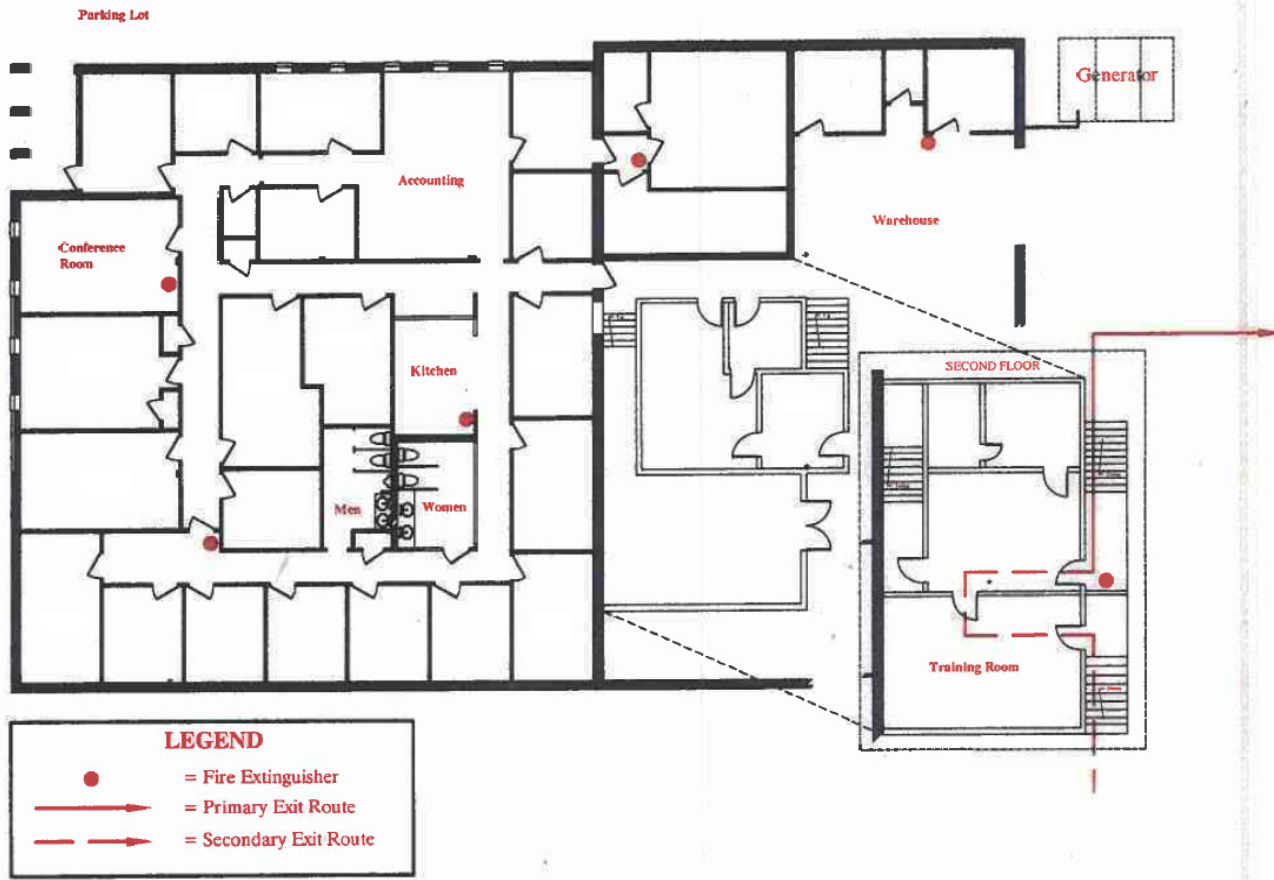 Parking Lot
Generator
Accounting
Warehouse
Conference
Room
SECOND FLOOR
Kitchen
Men
Women
Training Room
LEGEND
= Fire Extinguisher
= Primary Exit Route
= Secondary Exit Route